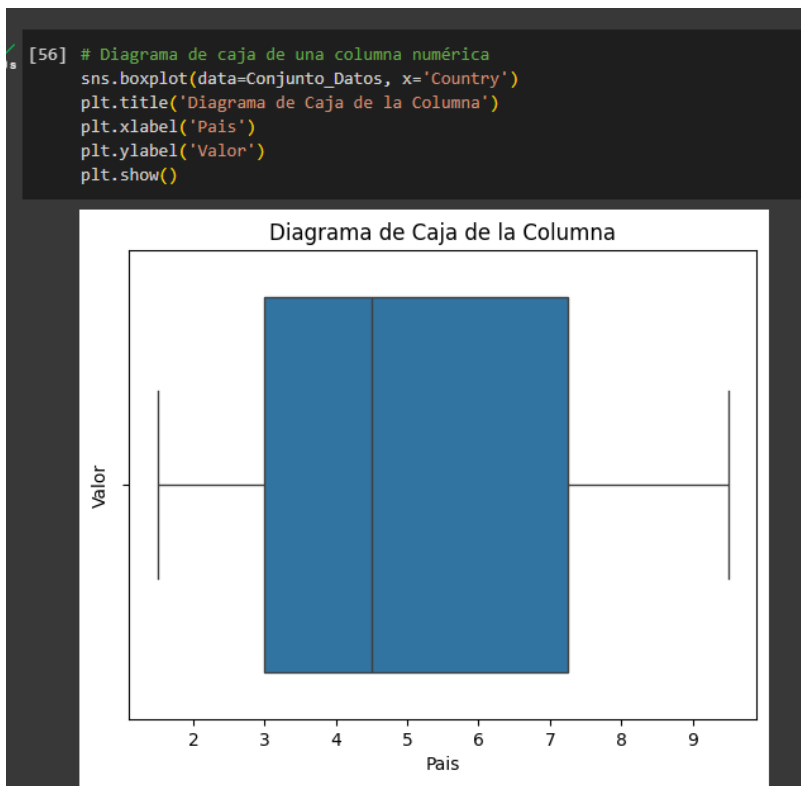 [56] # Diagrama de caja de una columna numérica
sns.boxplot(data=Conjunto_Datos, x='Country')
plt.title('Diagrama de Caja de la Columna')
plt.xlabel('Pais')
plt.ylabel('Valor')
plt.show()
Diagrama de Caja de la Columna
Valor
2 3 4 5 6 7 8 9
Pais